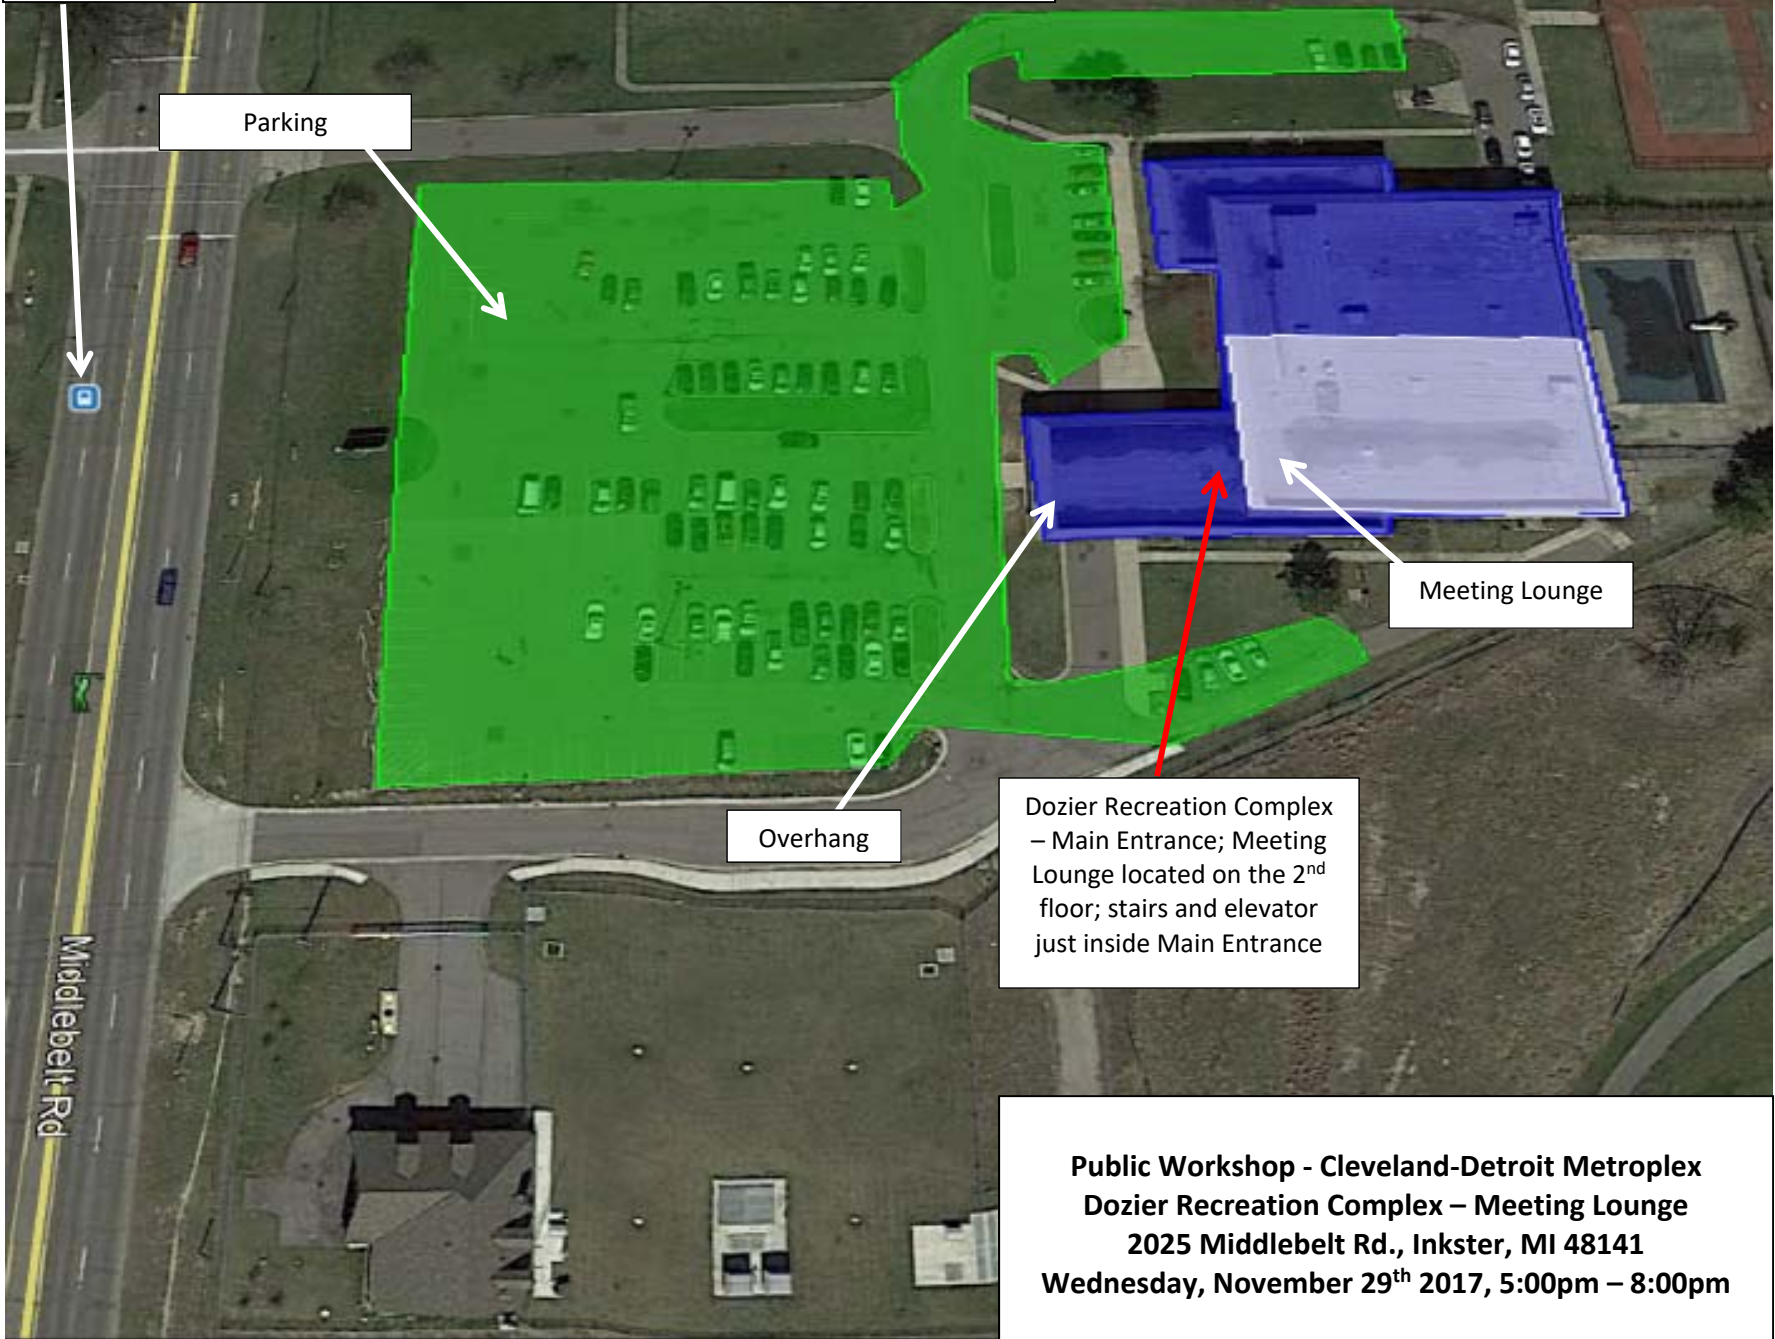 Parking
Meeting Lounge
Overhang
Dozier Recreation Complex
– Main Entrance; Meeting
Lounge located on the 2nd
floor; stairs and elevator
just inside Main Entrance
Middlebelt Rd
Public Workshop - Cleveland-Detroit Metroplex
Dozier Recreation Complex – Meeting Lounge
2025 Middlebelt Rd., Inkster, MI 48141
Wednesday, November 29th 2017, 5:00pm – 8:00pm